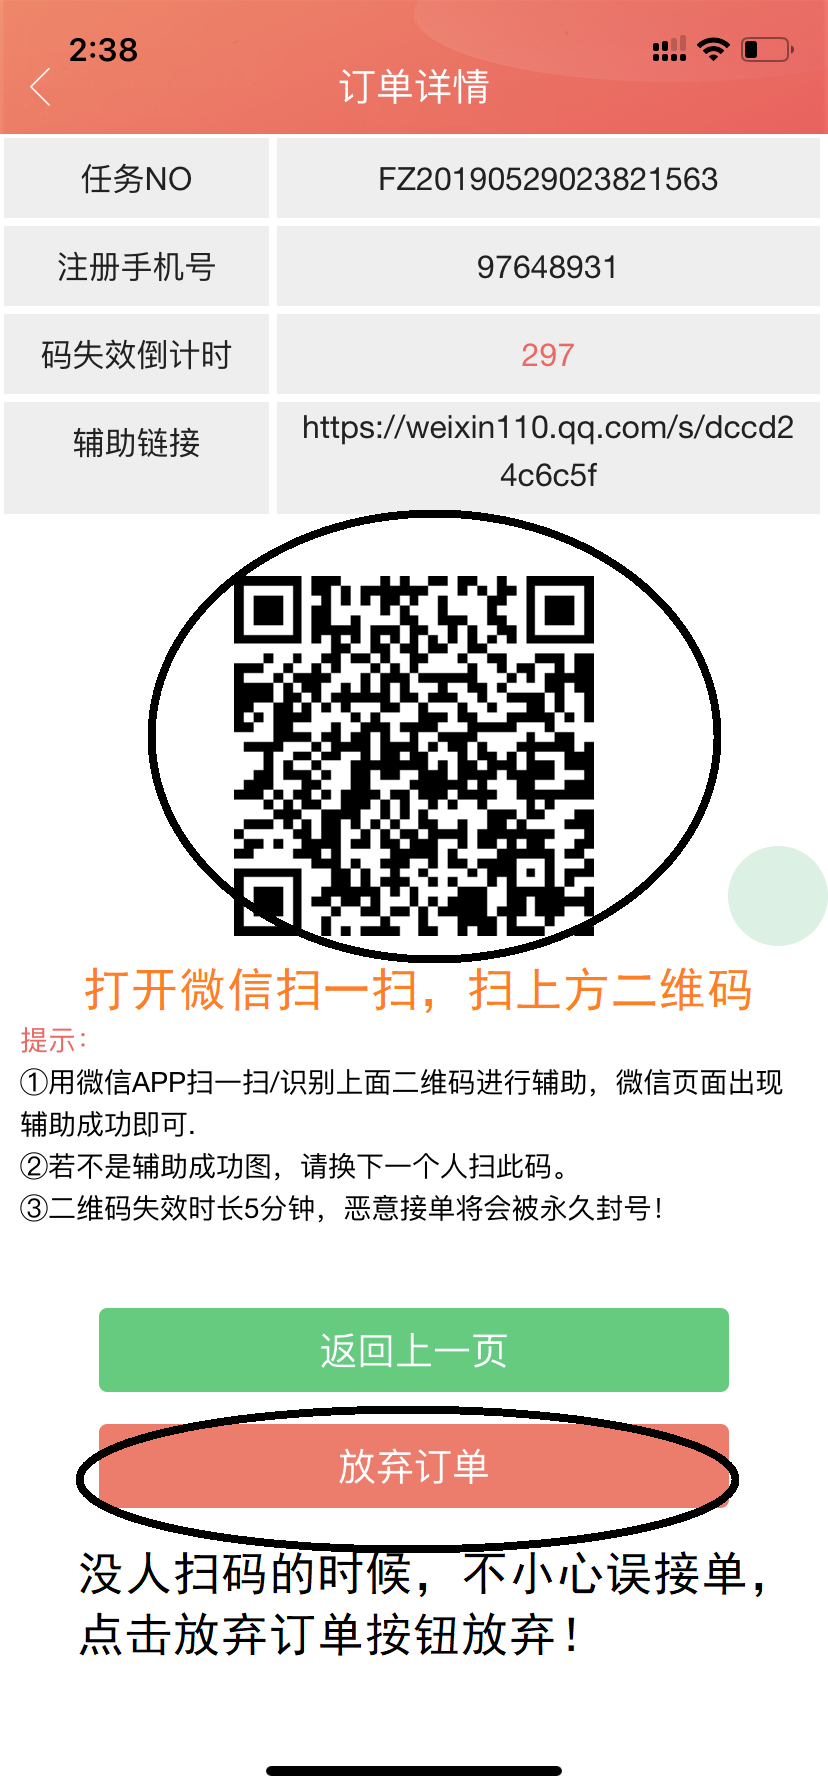 2:38
订单详情
任务NO
FZ20190529023821563
注册手机号
97648931
码失效倒计时
297
辅助链接
https://weixin110.qq.com/s/dccd2
4c6c5f
打开微信扫一扫，扫上方二维码
提示：
①用微信APP扫一扫/识别上面二维码进行辅助，微信页面出现
辅助成功即可.
②若不是辅助成功图，请换下一个人扫此码。
③二维码失效时长5分钟，恶意接单将会被永久封号！
返回上一页
放弃订单
没人扫码的时候，不小心误接单，
点击放弃订单按钮放弃！